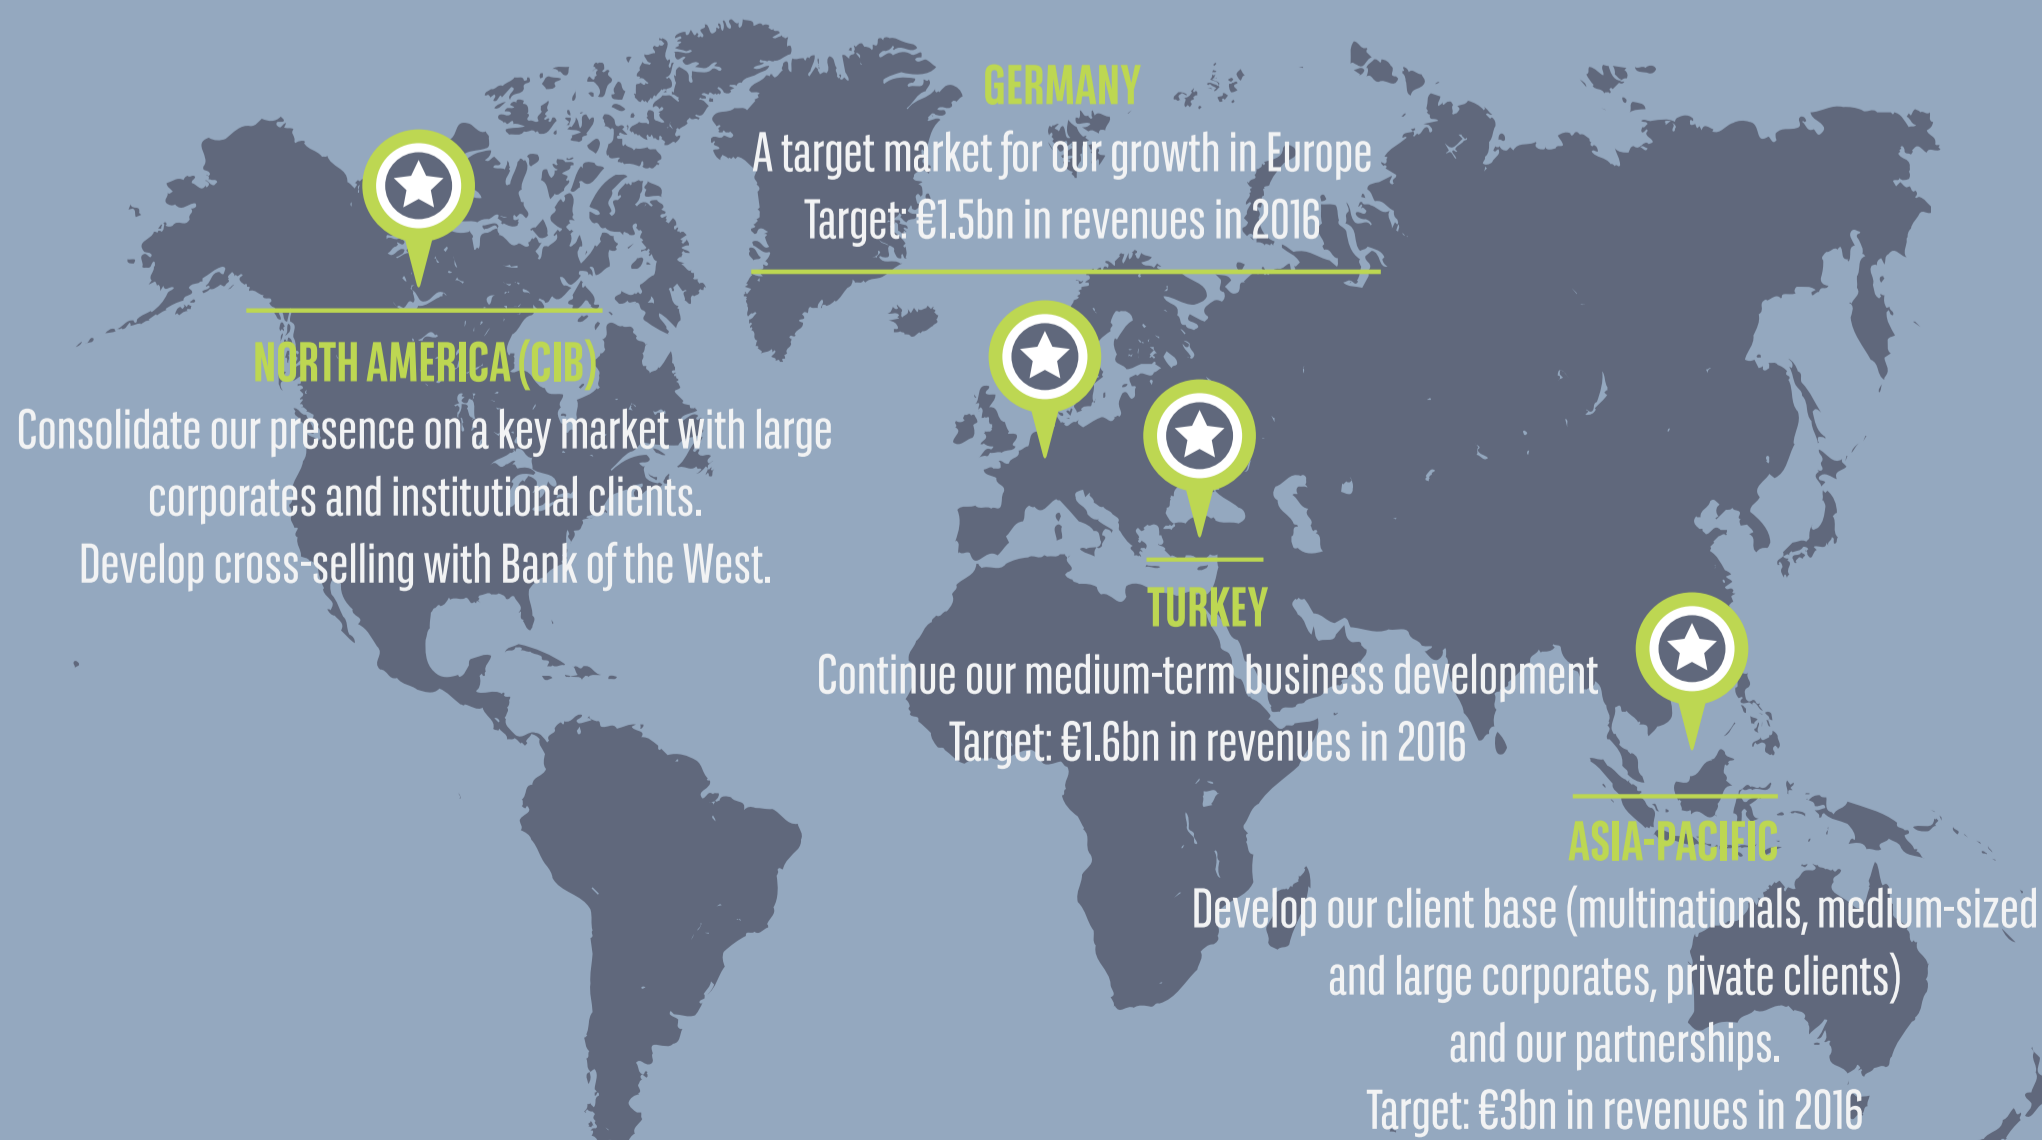 GERMANY
A target market for our growth in Europe
Target: €1.5bn in revenues in 2016
NORTH AMERICA (CIB)
Consolidate our presence on a key market with large
corporates and institutional clients.
Develop cross-selling with Bank of the West.
TURKEY
Continue our medium-term business development
Target: €1.6bn in revenues in 2016
ASIA-PACIFIC
Develop our client base (multinationals, medium-sized
and large corporates, private clients)
and our partnerships.
Target: €3bn in revenues in 2016